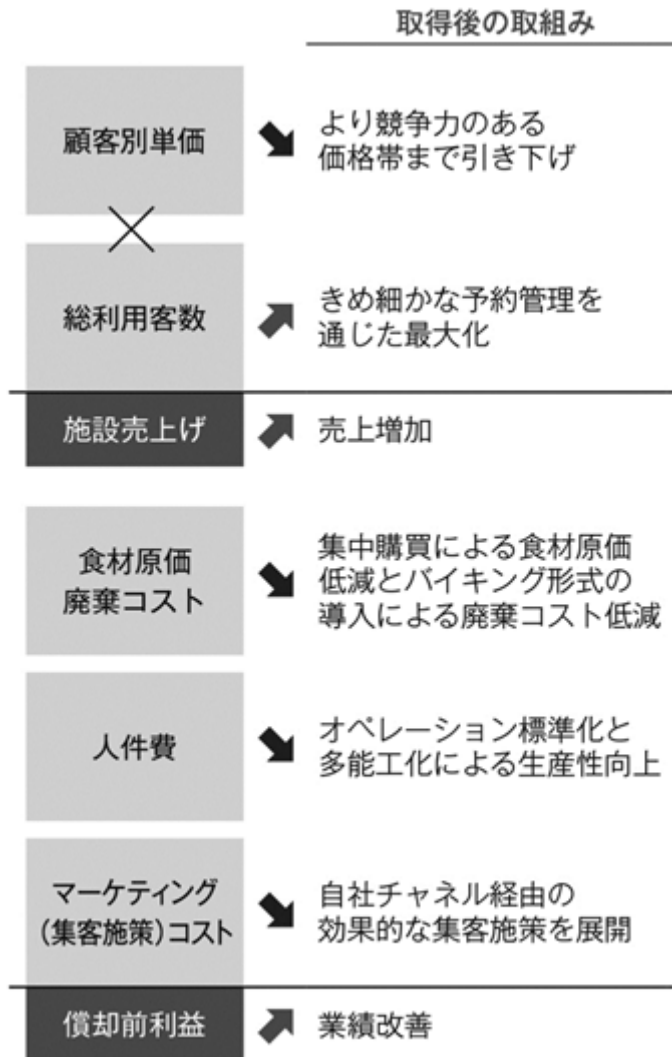 取得後の取組み
顧客別単価
より競争力のある
価格帯まで引き下げ
総利用客数
きめ細かな予約管理を
通じた最大化
施設売上げ
売上増加
食材原価
廃棄コスト
集中購買による食材原価
低減とバイキング形式の
導入による廃棄コスト低減
人件費
オペレーション標準化と
多能工化による生産性向上
マーケティング
(集客施策)コスト
自社チャネル経由の
効果的な集客施策を展開
償却前利益
業績改善